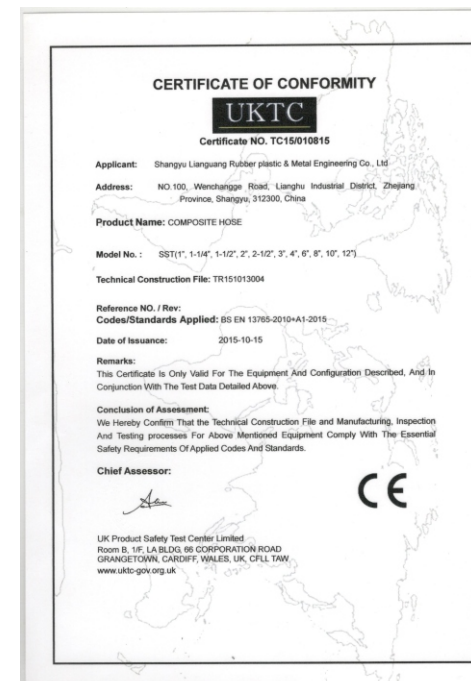 CERTIFICATE OF CONFORMITY
UKTC
Certificate NO. TC15/010815
Applicant: Shangyu Lianguang Rubber plastic & Metal Engineering Co., Ltd
Address: NO.100, Wenchangge Road, Lianghu Industrial District, Zhejiang
Province, Shangyu, 312300, China
Product Name: COMPOSITE HOSE
Model No. : SST(1", 1-1/4", 1-1/2", 2", 2-1/2", 3", 4", 6", 8", 10", 12")
Technical Construction File: TR151013004
Reference NO. / Rev:
Codes/Standards Applied: BS EN 13765-2010+A1-2015
Date of Issuance: 2015-10-15
Remarks:
This Certificate Is Only Valid For The Equipment And Configuration Described, And In
Conjunction With The Test Data Detailed Above.
Conclusion of Assessment:
We Hereby Confirm That the Technical Construction File and Manufacturing, Inspection
And Testing processes For Above Mentioned Equipment Comply With The Essential
Safety Requirements Of Applied Codes And Standards.
Chief Assessor:
CE
UK Product Safety Test Center Limited
Room B, 1/F, LA BLDG, 66 CORPORATION ROAD
GRANGETOWN, CARDIFF, WALES, UK, CFLL TAW
www.uktc-gov.org.uk